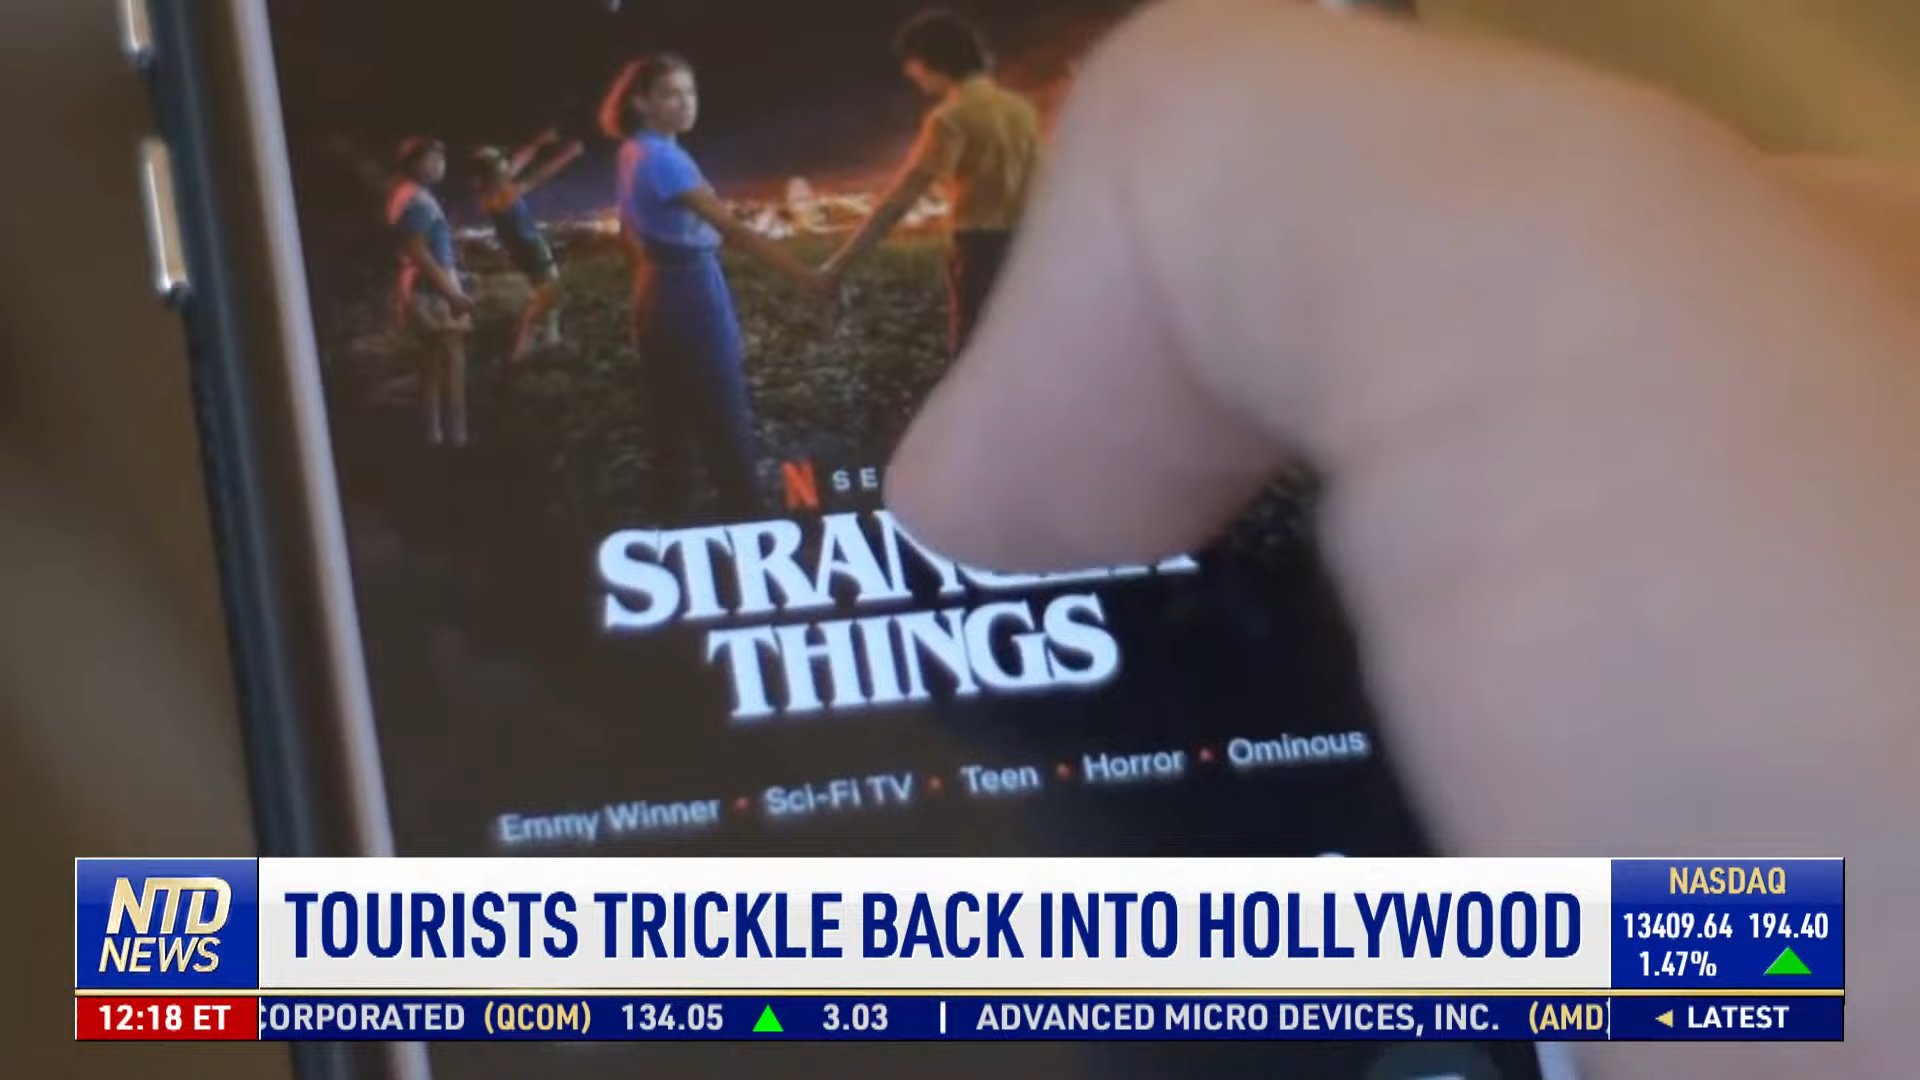 N SE
STRANGER
THINGS
Emmy Winner • Sci-Fi TV • Teen • Horror • Ominous
NTD
NEWS
TOURISTS TRICKLE BACK INTO HOLLYWOOD
NASDAQ
13409.64 194.40
1.47%
12:18 ET
CORPORATED (QCOM) 134.05 ▲ 3.03 | ADVANCED MICRO DEVICES, INC. (AMD)
◄ LATEST